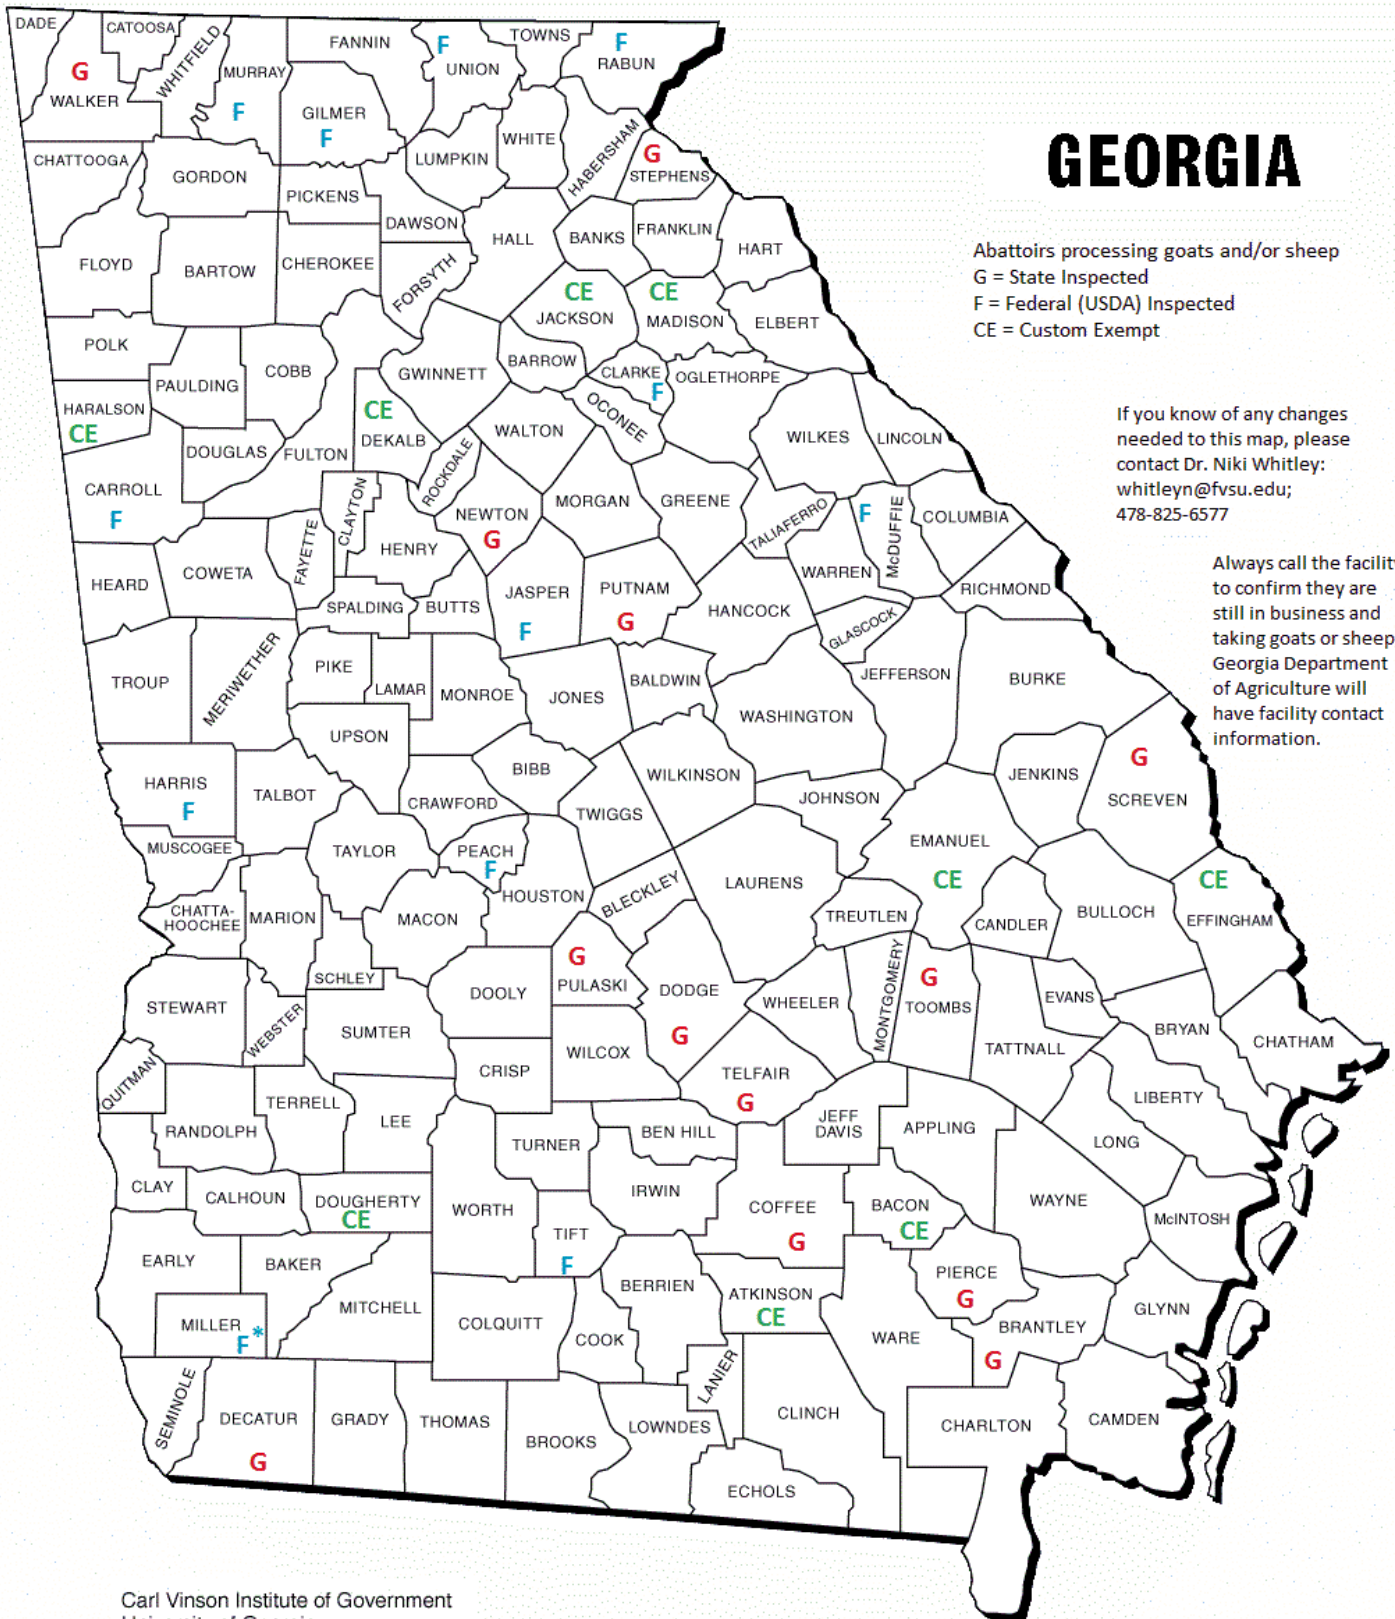 DADE
CATOOSA
WHITFIELD
FANNIN
F
UNION
TOWNS
F
RABUN
G
WALKER
MURRAY
F
GILMER
F
WHITE
HABERSHAM
G
STEPHENS
LUMPKIN
CHATTOOGA
GORDON
PICKENS
DAWSON
HALL
BANKS
FRANKLIN
HART
FLOYD
BARTOW
CHEROKEE
FORSYTH
CE
JACKSON
CE
MADISON
ELBERT
POLK
PAULDING
COBB
GWINNETT
BARROW
CLARKE
F
OGLETHORPE
HARALSON
CE
CE
DEKALB
OCONEE
WALTON
WILKES
LINCOLN
DOUGLAS
FULTON
ROCKDALE
CARROLL
F
CLAYTON
NEWTON
G
MORGAN
GREENE
TALIAFERRO
F
McDUFFIE
COLUMBIA
FAYETTE
HENRY
HEARD
COWETA
WARREN
RICHMOND
SPALDING
BUTTS
JASPER
F
PUTNAM
G
HANCOCK
GLASCOCK
JEFFERSON
BURKE
TROUP
MERIWETHER
PIKE
LAMAR
MONROE
JONES
BALDWIN
WASHINGTON
UPSON
HARRIS
F
TALBOT
BIBB
CRAWFORD
WILKINSON
TWIGGS
JOHNSON
JENKINS
G
SCREVEN
EMANUEL
CE
MUSCOGEE
TAYLOR
PEACH
F
HOUSTON
BLECKLEY
LAURENS
TREUTLEN
CANDLER
BULLOCH
CE
EFFINGHAM
CHATTA-
HOOCHEE
MARION
MACON
SCHLEY
DOOLY
G
PULASKI
DODGE
G
WHEELER
MONTGOMERY
G
TOOMBS
EVANS
TATTNALL
BRYAN
CHATHAM
STEWART
WEBSTER
SUMTER
CRISP
WILCOX
TELFAIR
G
QUITMAN
TERRELL
LEE
RANDOLPH
TURNER
BEN HILL
JEFF
DAVIS
APPLING
LONG
LIBERTY
CLAY
CALHOUN
DOUGHERTY
CE
WORTH
TIFT
F
IRWIN
COFFEE
G
BACON
CE
WAYNE
McINTOSH
EARLY
BAKER
MITCHELL
MILLER
F*
COLQUITT
COOK
BERRIEN
ATKINSON
CE
PIERCE
G
WARE
BRANTLEY
G
GLYNN
SEMINOLE
DECATUR
G
GRADY
THOMAS
BROOKS
LOWNDES
LANIER
CLINCH
ECHOLS
CHARLTON
CAMDEN
GEORGIA
Abattoirs processing goats and/or sheep
G = State Inspected
F = Federal (USDA) Inspected
CE = Custom Exempt
If you know of any changes
needed to this map, please
contact Dr. Niki Whitley:
whitleyn@fvsu.edu;
478-825-6577
Always call the facilit
to confirm they are
still in business and
taking goats or sheep
Georgia Department
of Agriculture will
have facility contact
information.
Carl Vinson Institute of Government